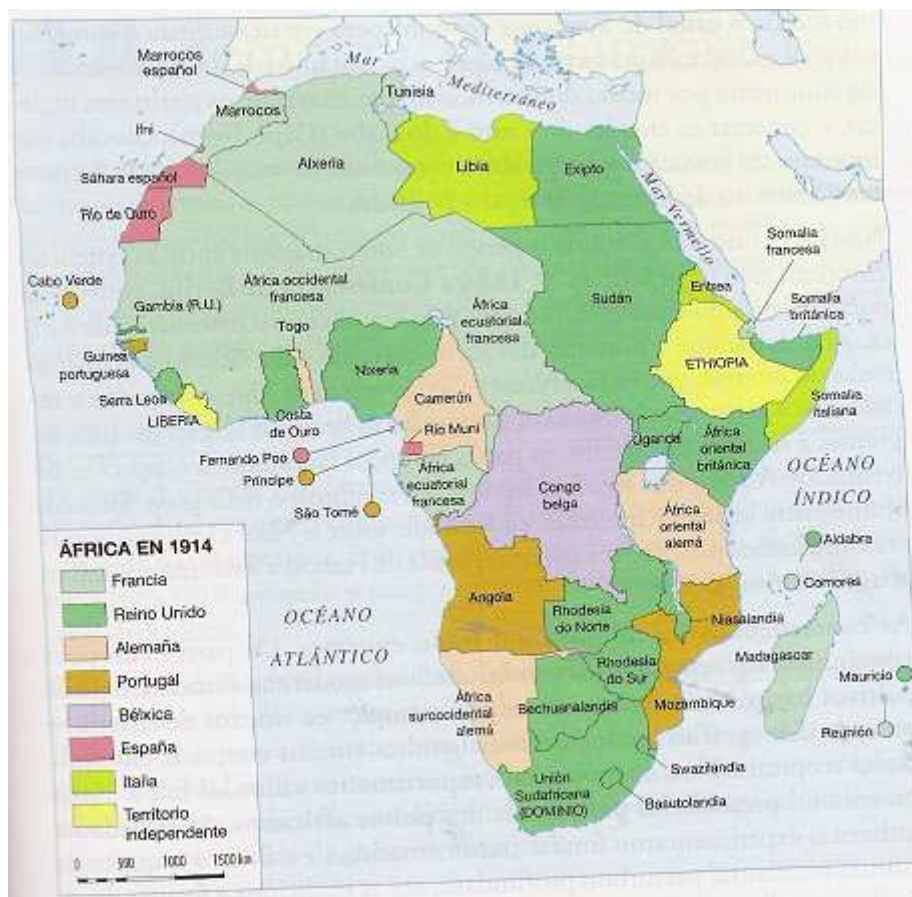 Marrocos
español
Mar
Mediterráneo
Marrocos
Tunisia
Ifni
Alxeria
Libia
Exipto
Sáhara español
Río de Ouro
Mar Vermello
Somalia
francesa
Cabo Verde
África occidental
francesa
África
ecuatorial
francesa
Sudán
Eritrea
Somalia
británica
Gambia (R.U.)
Togo
Guinea
portuguesa
Nixeria
ETHIOPIA
Serra Leoa
LIBERIA
Camerún
Somalia
italiana
Costa
de Ouro
Río Muni
Uganda
África
oriental
británica
Fernando Poo
África
ecuatorial
francesa
OCÉANO
ÍNDICO
Príncipe
Congo
belga
São Tomé
África
oriental
alemá
Aldabra
Comores
ÁFRICA EN 1914
Francia
Reino Unido
Alemaña
Portugal
Bélxica
España
Italia
Territorio
independente
0 500 1000 1500 km
OCÉANO
ATLÁNTICO
Angola
Rhodesia
do Norte
Niasalandia
Madagascar
Rhodesia
do Sur
Mauricio
África
suroccidental
alemá
Bechuanalandia
Mozambique
Reunión
Swazilandia
Unión
Sudafricana
(DOMINIO)
Basutolandia